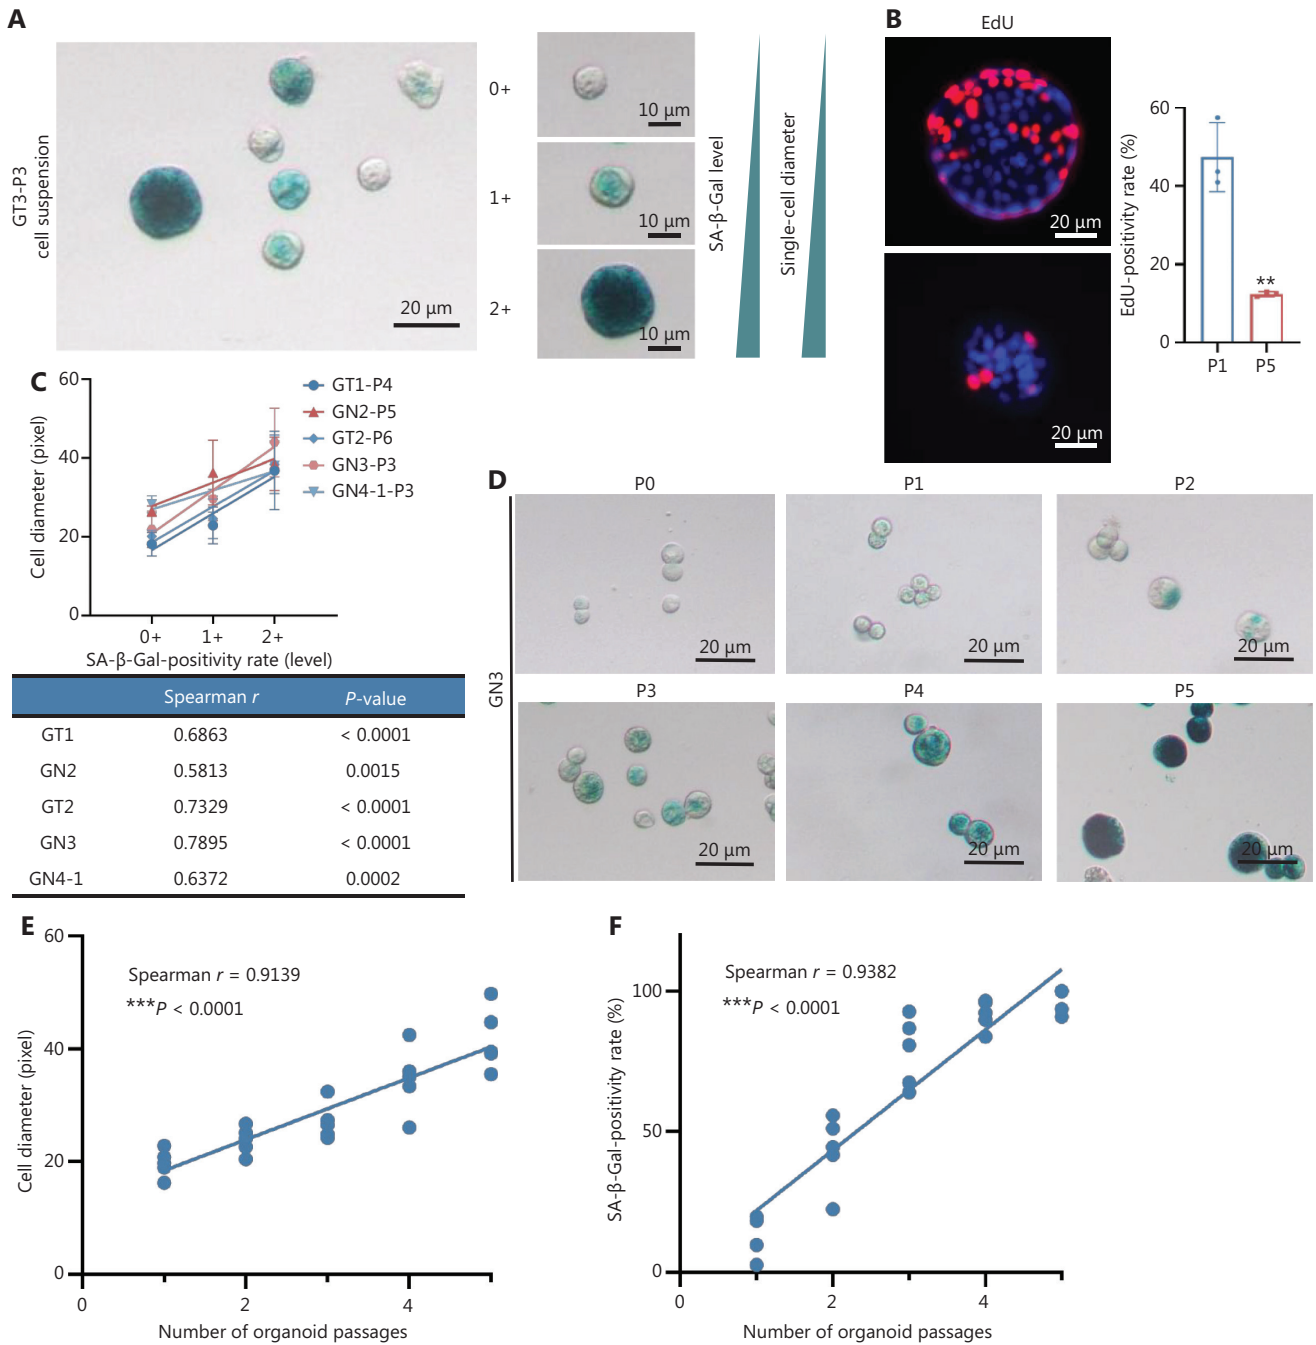 A
GT3-P3
cell suspension
20 µm
0+
10 µm
1+
10 µm
2+
10 µm
SA-β-Gal level
Single-cell diameter
B
EdU
20 µm
20 µm
EdU-positivity rate (%)
60
40
20
0
**
P1
P5
C
Cell diameter (pixel)
60
40
20
0
0+
1+
2+
SA-β-Gal-positivity rate (level)
GT1-P4
GN2-P5
GT2-P6
GN3-P3
GN4-1-P3
Spearman r
P-value
GT1 0.6863 < 0.0001
GN2 0.5813 0.0015
GT2 0.7329 < 0.0001
GN3 0.7895 < 0.0001
GN4-1 0.6372 0.0002
D
GN3
P0
20 µm
P1
20 µm
P2
20 µm
P3
20 µm
P4
20 µm
P5
20 µm
E
Cell diameter (pixel)
60
40
20
0
Spearman r = 0.9139
***P < 0.0001
0
2
4
Number of organoid passages
F
SA-β-Gal-positivity rate (%)
100
50
0
Spearman r = 0.9382
***P < 0.0001
0
2
4
Number of organoid passages